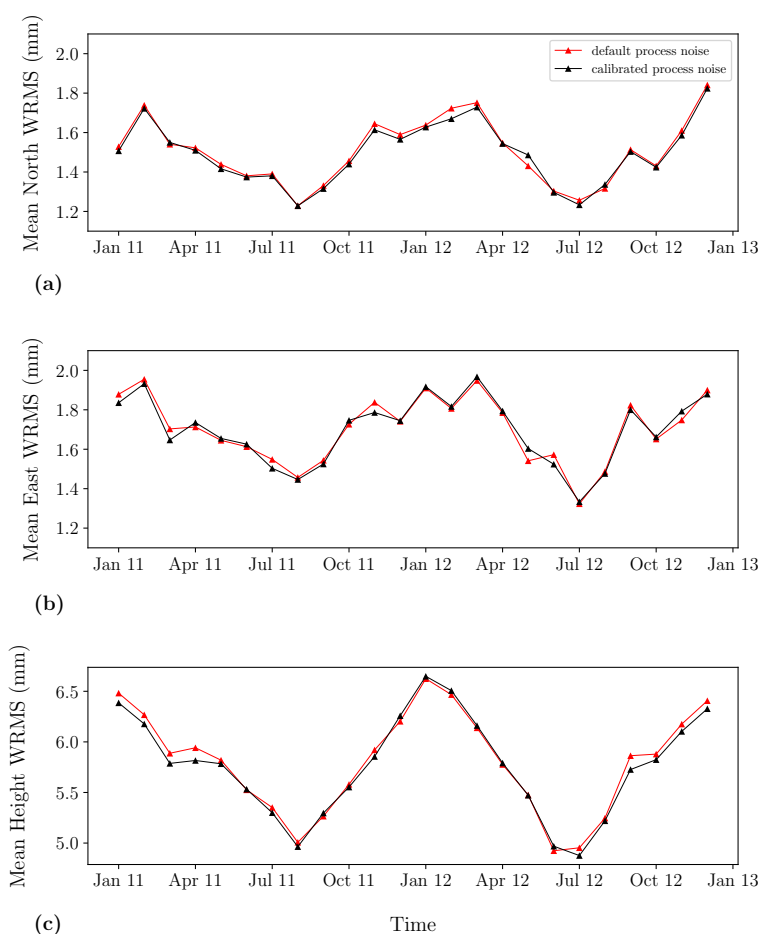 Mean North WRMS (mm)
2.0
1.8
1.6
1.4
1.2
default process noise
calibrated process noise
Jan 11 Apr 11 Jul 11 Oct 11 Jan 12 Apr 12 Jul 12 Oct 12 Jan 13
(a)
Mean East WRMS (mm)
2.0
1.8
1.6
1.4
1.2
Jan 11 Apr 11 Jul 11 Oct 11 Jan 12 Apr 12 Jul 12 Oct 12 Jan 13
(b)
Mean Height WRMS (mm)
6.5
6.0
5.5
5.0
Jan 11 Apr 11 Jul 11 Oct 11 Jan 12 Apr 12 Jul 12 Oct 12 Jan 13
(c)
Time